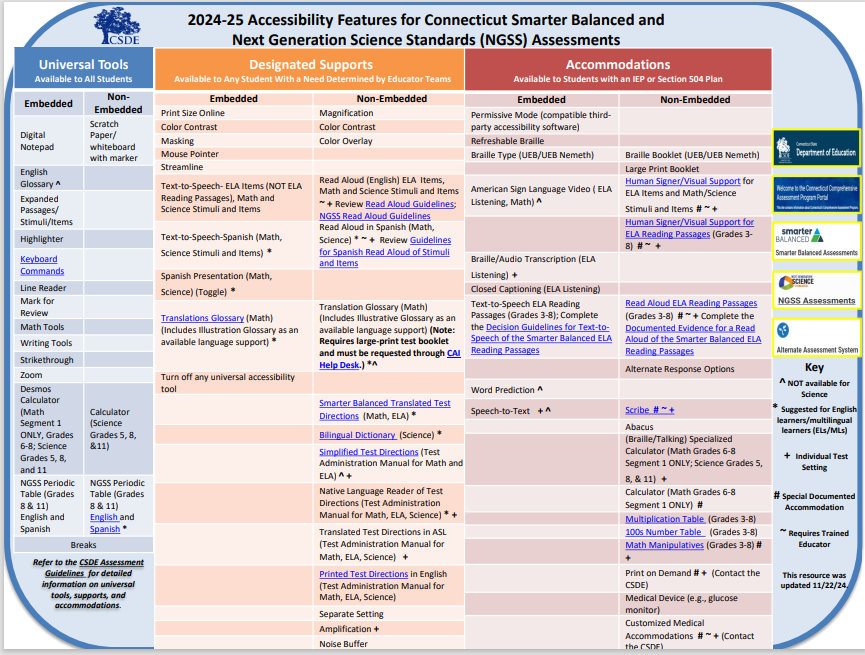 CSDE
2024-25 Accessibility Features for Connecticut Smarter Balanced and
Next Generation Science Standards (NGSS) Assessments
Universal Tools
Available to All Students
Embedded
Non-
Embedded
Digital
Notepad
Scratch
Paper/
whiteboard
with marker
English
Glossary ^
Expanded
Passages/
Stimuli/Items
Highlighter
Keyboard
Commands
Line Reader
Mark for
Review
Math Tools
Writing Tools
Strikethrough
Zoom
Desmos
Calculator
(Math
Segment 1
ONLY, Grades
6-8; Science
Grades 5, 8,
and 11
Calculator
(Science
Grades 5, 8,
&11)
NGSS Periodic
Table (Grades
8 & 11)
English and
Spanish
NGSS Periodic
Table (Grades
8 & 11)
English and
Spanish *
Breaks
Refer to the CSDE Assessment
Guidelines for detailed
information on universal
tools, supports, and
accommodations.
Designated Supports
Available to Any Student With a Need Determined by Educator Teams
Embedded
Non-Embedded
Print Size Online
Magnification
Color Contrast
Color Contrast
Masking
Color Overlay
Mouse Pointer
Streamline
Text-to-Speech- ELA Items (NOT ELA
Reading Passages), Math and
Science Stimuli and Items
Read Aloud (English) ELA Items,
Math and Science Stimuli and Items
~ + Review Read Aloud Guidelines;
NGSS Read Aloud Guidelines
Text-to-Speech-Spanish (Math,
Science Stimuli and Items) *
Read Aloud in Spanish (Math,
Science) * ~ + Review Guidelines
for Spanish Read Aloud of Stimuli
and Items
Spanish Presentation (Math,
Science) (Toggle) *
Translations Glossary (Math)
(Includes Illustration Glossary as an
available language support) *
Translation Glossary (Math)
(Includes Illustrative Glossary as an
available language support) (Note:
Requires large-print test booklet
and must be requested through CAI
Help Desk.) *^
Turn off any universal accessibility
tool
Smarter Balanced Translated Test
Directions (Math, ELA) *
Bilingual Dictionary (Science) *
Simplified Test Directions (Test
Administration Manual for Math and
ELA) ^ +
Native Language Reader of Test
Directions (Test Administration
Manual for Math, ELA, Science) * +
Translated Test Directions in ASL
(Test Administration Manual for
Math, ELA, Science) +
Printed Test Directions in English
(Test Administration Manual for
Math, ELA, Science)
Separate Setting
Amplification +
Noise Buffer
Accommodations
Available to Students with an IEP or Section 504 Plan
Embedded
Non-Embedded
Permissive Mode (compatible third-
party accessibility software)
Refreshable Braille
Braille Type (UEB/UEB Nemeth)
Braille Booklet (UEB/UEB Nemeth)
Large Print Booklet
American Sign Language Video ( ELA
Listening, Math) ^
Human Signer/Visual Support for
ELA Items and Math/Science
Stimuli and Items # ~ +
Human Signer/Visual Support for
ELA Reading Passages (Grades 3-
8) # ~ +
Braille/Audio Transcription (ELA
Listening) +
Closed Captioning (ELA Listening)
Text-to-Speech ELA Reading
Passages (Grades 3-8); Complete
the Decision Guidelines for Text-to-
Speech of the Smarter Balanced ELA
Reading Passages
Read Aloud ELA Reading Passages
(Grades 3-8) # ~ + Complete the
Documented Evidence for a Read
Aloud of the Smarter Balanced ELA
Reading Passages
Alternate Response Options
Word Prediction ^
Speech-to-Text + ^
Scribe # ~ +
Abacus
(Braille/Talking) Specialized
Calculator (Math Grades 6-8
Segment 1 ONLY; Science Grades 5,
8, & 11) +
Calculator (Math Grades 6-8
Segment 1 ONLY) #
Multiplication Table (Grades 3-8)
100s Number Table (Grades 3-8)
Math Manipulatives (Grades 3-8) #
+
Print on Demand # + (Contact the
CSDE)
Medical Device (e.g., glucose
monitor)
Customized Medical
Accommodations # ~ + (Contact
the CSDE)
Connecticut State
Department of Education
Welcome to the Connecticut Comprehensive
Assessment Program Portal
smarter
BALANCED
Smarter Balanced Assessments
SCIENCE
NGSS Assessments
Alternate Assessment System
Key
^ NOT available for
Science
* Suggested for English
learners/multilingual
learners (ELs/MLs)
+ Individual Test
Setting
# Special Documented
Accommodation
~ Requires Trained
Educator
This resource was
updated 11/22/24.